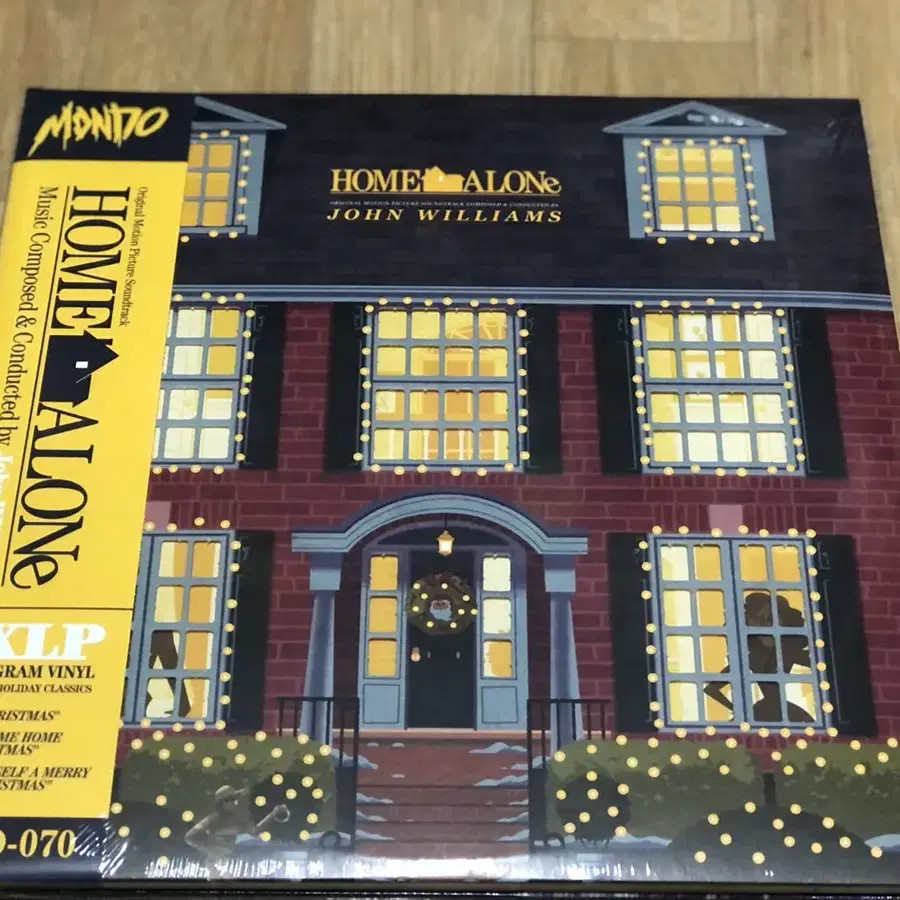 MONDO
Original Motion Picture Soundtrack
HOME ALONe
Music Composed & Conducted by
XLP
GRAM VINYL
HOLIDAY CLASSICS
RISTMAS"
ME HOME
TMAS"
SELF A MERRY
ISTMAS"
-070
HOME ALONe
ORIGINAL MOTION PICTURE SOUNDTRACK COMPOSED & CONDUCTED BY
JOHN WILLIAMS